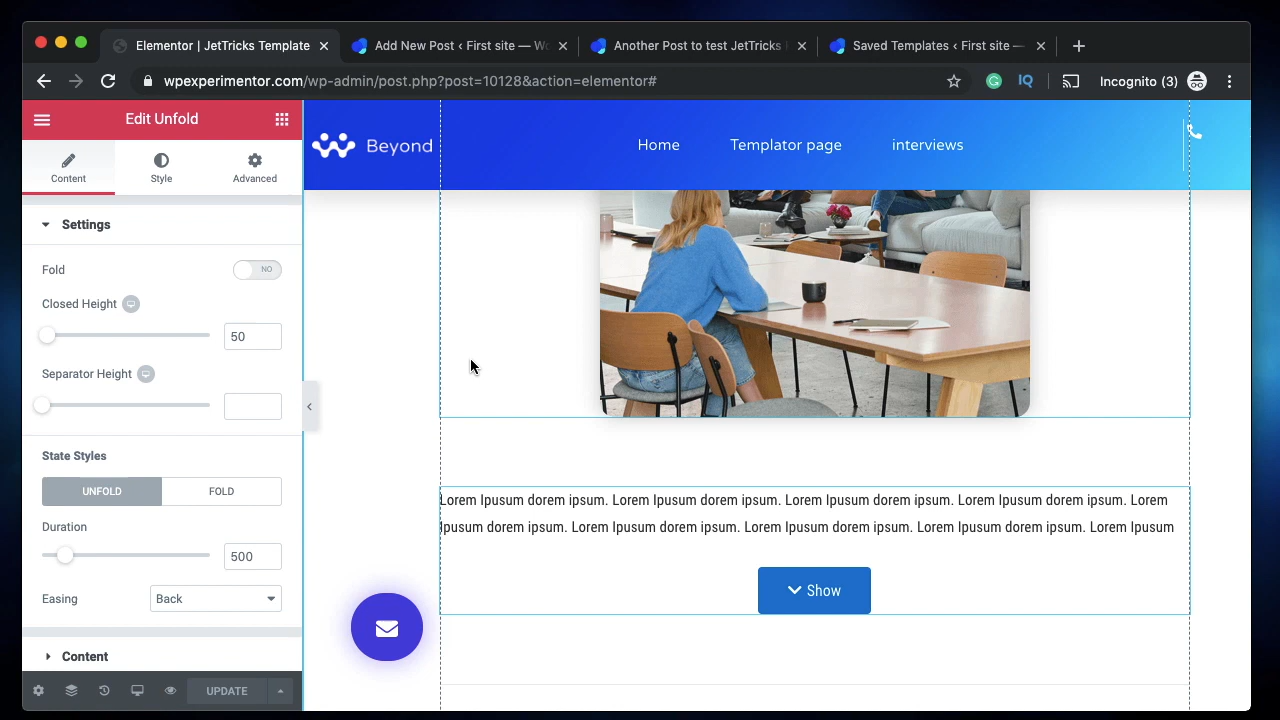 Elementor | JetTricks Template
Add New Post ‹ First site — W
Another Post to test JetTricks
Saved Templates ‹ First site —
wpexperimentor.com/wp-admin/post.php?post=10128&action=elementor#
IQ
Incognito (3)
Edit Unfold
Content
Style
Advanced
Settings
Fold
NO
Closed Height
50
Separator Height
State Styles
UNFOLD
FOLD
Duration
500
Easing
Back
Content
UPDATE
Beyond
Home
Templator page
interviews
Lorem Ipusum dorem ipsum. Lorem Ipusum dorem ipsum. Lorem Ipusum dorem ipsum. Lorem Ipusum dorem ipsum. Lorem
Ipusum dorem ipsum. Lorem Ipusum dorem ipsum. Lorem Ipusum dorem ipsum. Lorem Ipusum dorem ipsum. Lorem Ipusum
Show